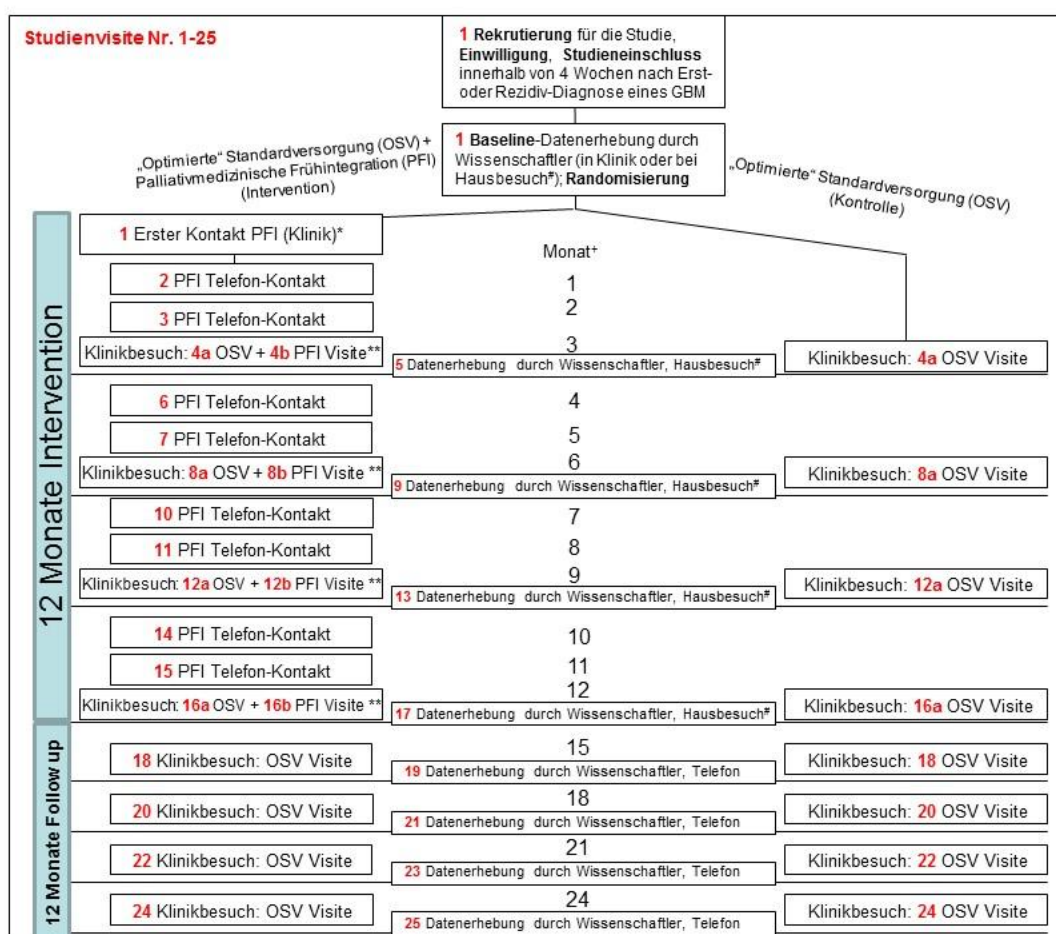 Studienvisite Nr. 1-25
1 Rekrutierung für die Studie,
Einwilligung, Studieneinschluss
innerhalb von 4 Wochen nach Erst-
oder Rezidiv-Diagnose eines GBM
„Optimierte“ Standardversorgung (OSV) +
Palliativmedizinische Frühintegration (PFI)
(Intervention)
1 Baseline-Datenerhebung durch
Wissenschaftler (in Klinik oder bei
Hausbesuch#); Randomisierung
„Optimierte“ Standardversorgung (OSV)
(Kontrolle)
12 Monate Intervention
1 Erster Kontakt PFI (Klinik)*
Monat+
2 PFI Telefon-Kontakt
1
3 PFI Telefon-Kontakt
2
Klinikbesuch: 4a OSV + 4b PFI Visite**
3
5 Datenerhebung durch Wissenschaftler, Hausbesuch#
Klinikbesuch: 4a OSV Visite
6 PFI Telefon-Kontakt
4
7 PFI Telefon-Kontakt
5
Klinikbesuch: 8a OSV + 8b PFI Visite **
6
9 Datenerhebung durch Wissenschaftler, Hausbesuch#
Klinikbesuch: 8a OSV Visite
10 PFI Telefon-Kontakt
7
11 PFI Telefon-Kontakt
8
Klinikbesuch: 12a OSV + 12b PFI Visite **
9
13 Datenerhebung durch Wissenschaftler, Hausbesuch#
Klinikbesuch: 12a OSV Visite
14 PFI Telefon-Kontakt
10
15 PFI Telefon-Kontakt
11
Klinikbesuch: 16a OSV + 16b PFI Visite **
12
17 Datenerhebung durch Wissenschaftler, Hausbesuch#
Klinikbesuch: 16a OSV Visite
12 Monate Follow up
18 Klinikbesuch: OSV Visite
15
19 Datenerhebung durch Wissenschaftler, Telefon
Klinikbesuch: 18 OSV Visite
20 Klinikbesuch: OSV Visite
18
21 Datenerhebung durch Wissenschaftler, Telefon
Klinikbesuch: 20 OSV Visite
22 Klinikbesuch: OSV Visite
21
23 Datenerhebung durch Wissenschaftler, Telefon
Klinikbesuch: 22 OSV Visite
24 Klinikbesuch: OSV Visite
24
25 Datenerhebung durch Wissenschaftler, Telefon
Klinikbesuch: 24 OSV Visite